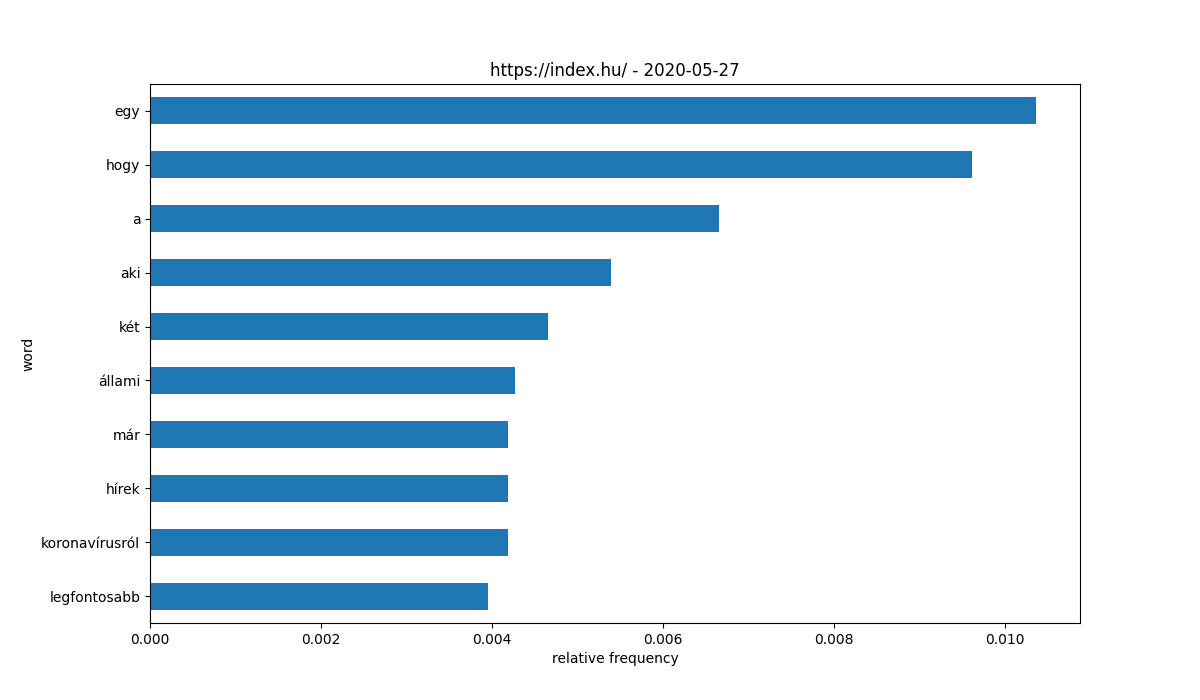 https://index.hu/ - 2020-05-27
egy
hogy
a
aki
két
állami
már
hírek
koronavírusról
legfontosabb
word
0.000 0.002 0.004 0.006 0.008 0.010
relative frequency